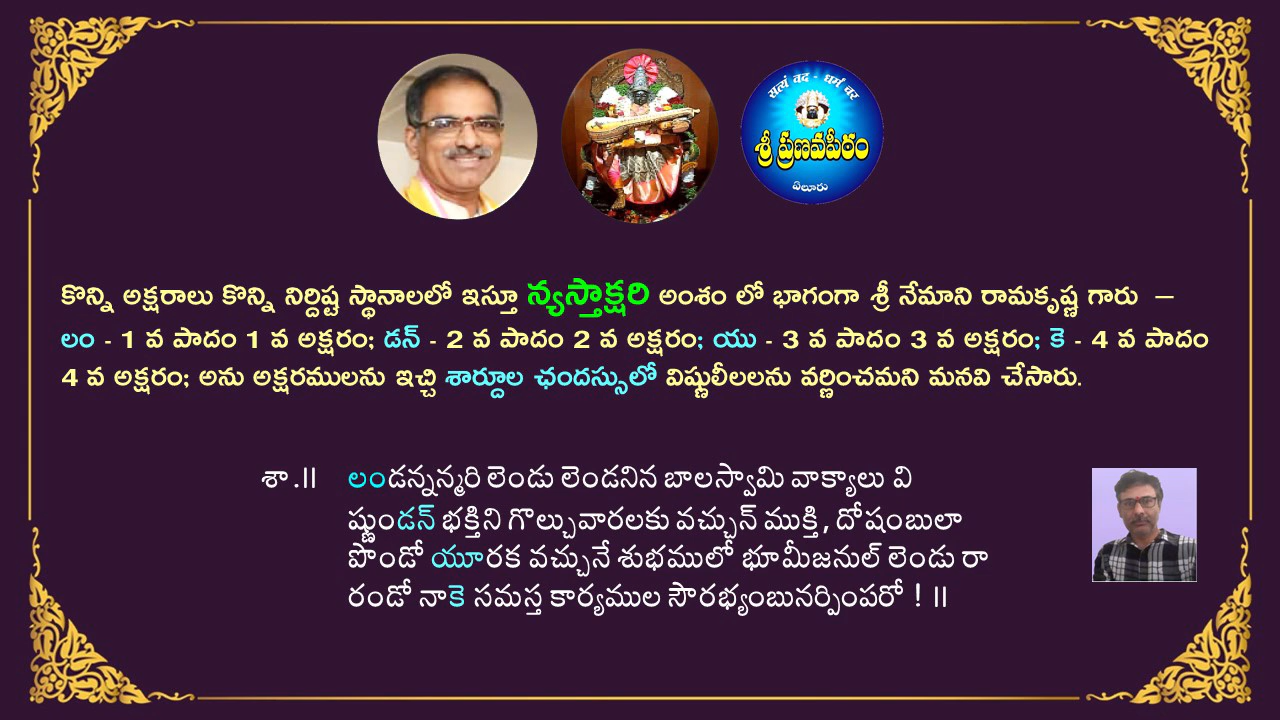 సత్యం వద - ధర్మం చర
శ్రీ ప్రణవపీఠం
ఏలూరు
కొన్ని అక్షరాలు కొన్ని నిర్దిష్ట స్థానాలలో ఇస్తూ న్యస్తాక్షరి అంశం లో భాగంగా శ్రీ నేమాని రామకృష్ణ గారు –
లం - 1 వ పాదం 1 వ అక్షరం; డన్ - 2 వ పాదం 2 వ అక్షరం; యు - 3 వ పాదం 3 వ అక్షరం; కె - 4 వ పాదం
4 వ అక్షరం; అను అక్షరములను ఇచ్చి శార్దూల ఛందస్సులో విష్ణులీలలను వర్ణించమని మనవి చేసారు.
శా.॥ లండన్నన్మరి లెండు లెండనిన బాలస్వామి వాక్యాలు వి
ష్ణుండన్ భక్తిని గొల్చువారలకు వచ్చున్ ముక్తి, దోషంబులా
పొండో యూరక వచ్చునే శుభములో భూమీజనుల్ లెండు రా
రండో నాకె సమస్త కార్యముల సౌరభ్యంబునర్పింపరో ! ॥